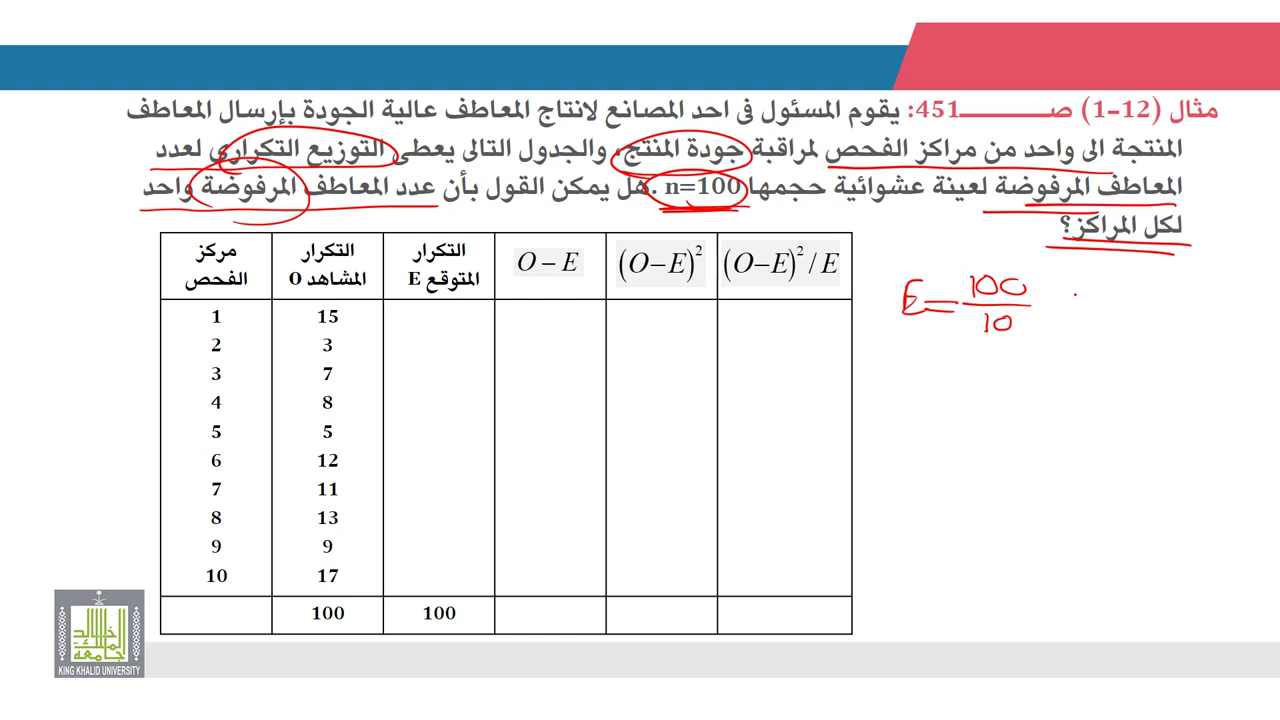 مثال (12-1) صـــــــــــ451: يقوم المسئول فى احد المصانع لانتاج المعاطف عالية الجودة بإرسال المعاطف
المنتجة الى واحد من مراكز الفحص لمراقبة جودة المنتج، والجدول التالى يعطى التوزيع التكرارى لعدد
المعاطف المرفوضة لعينة عشوائية حجمها n=100 .هل يمكن القول بأن عدد المعاطف المرفوضة واحد
لكل المراكز؟
مركز الفحص | التكرار المشاهد O | التكرار المتوقع E | O – E | (O–E)² | (O–E)² / E
1 | 15
2 | 3
3 | 7
4 | 8
5 | 5
6 | 12
7 | 11
8 | 13
9 | 9
10 | 17
100 | 100
E = 100/10
جامعة الملك خالد
KING KHALID UNIVERSITY